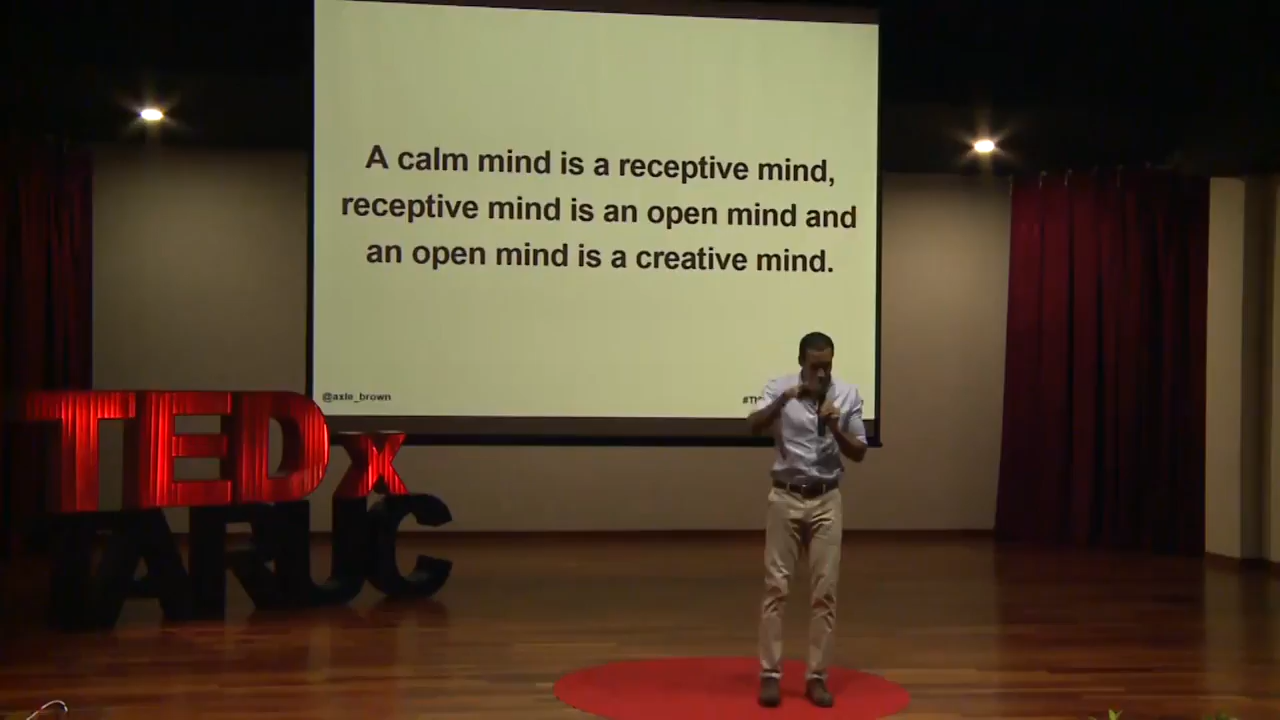 A calm mind is a receptive mind,
receptive mind is an open mind and
an open mind is a creative mind.
@axle_brown
TEDx
TARUC